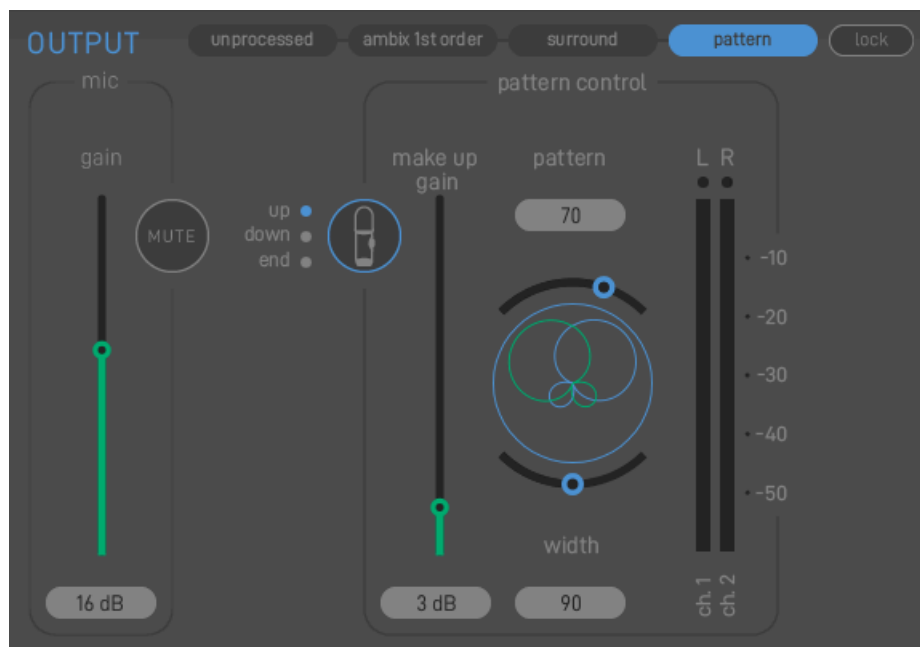 OUTPUT
unprocessed
ambix 1st order
surround
pattern
lock
mic
pattern control
gain
make up
gain
pattern
L R
MUTE
up
down
end
70
-10
-20
-30
-40
-50
width
16 dB
3 dB
90
ch. 1
ch. 2